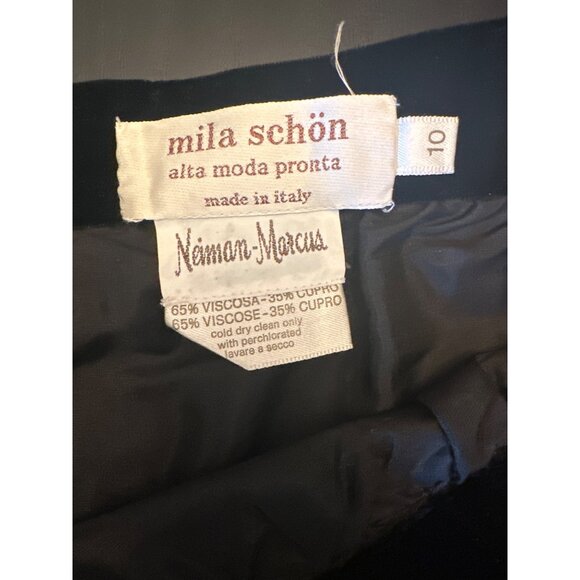 mila schön
alta moda pronta
made in italy
10
Neiman-Marcus
65% VISCOSA-35% CUPRO
65% VISCOSE-35% CUPRO
cold dry clean only
with perchlorated
lavare a secco